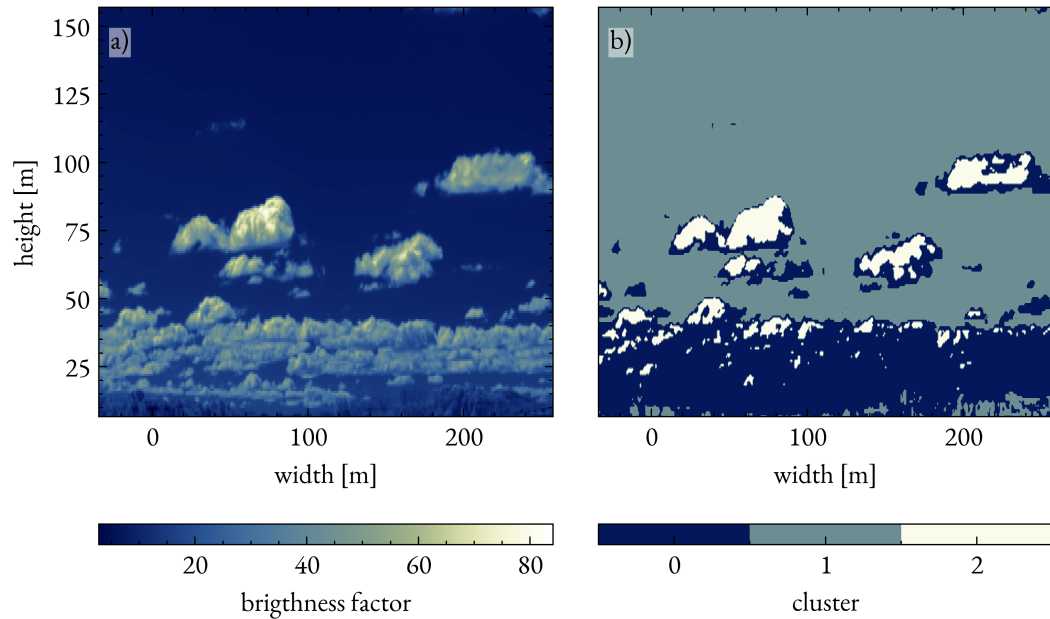 a)
b)
150
125
100
75
50
25
height [m]
0 100 200
0 100 200
width [m]
width [m]
20 40 60 80
0 1 2
brigthness factor
cluster